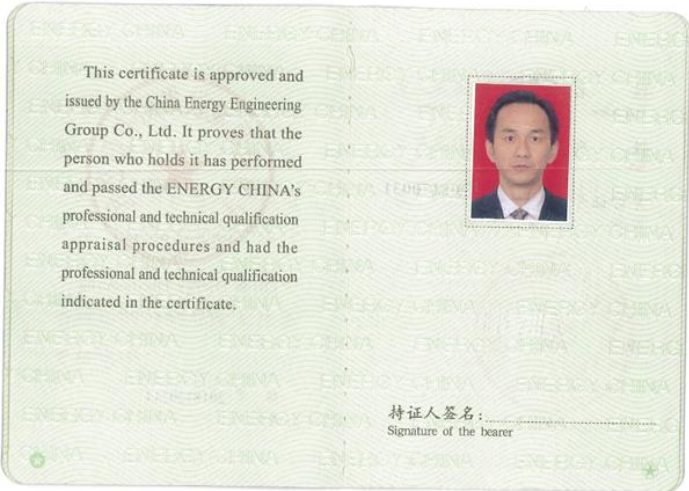 This certificate is approved and
issued by the China Energy Engineering
Group Co., Ltd. It proves that the
person who holds it has performed
and passed the ENERGY CHINA's
professional and technical qualification
appraisal procedures and had the
professional and technical qualification
indicated in the certificate.
持证人签名:
Signature of the bearer